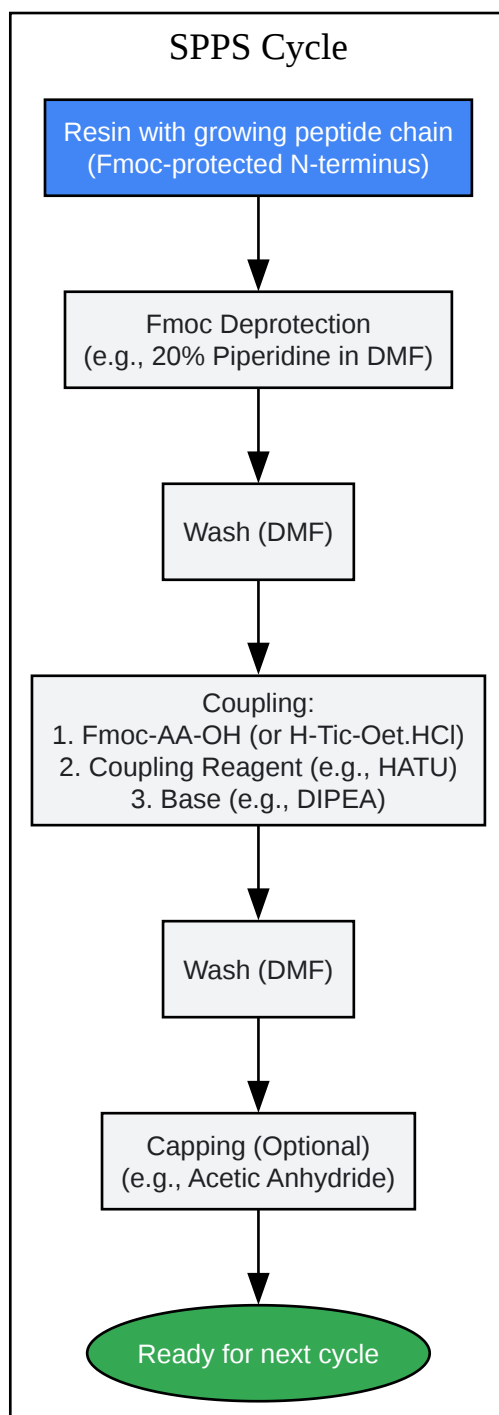 SPPS Cycle
Resin with growing peptide chain
(Fmoc-protected N-terminus)
Fmoc Deprotection
(e.g., 20% Piperidine in DMF)
Wash (DMF)
Coupling:
1. Fmoc-AA-OH (or H-Tic-Oet.HCl)
2. Coupling Reagent (e.g., HATU)
3. Base (e.g., DIPEA)
Wash (DMF)
Capping (Optional)
(e.g., Acetic Anhydride)
Ready for next cycle